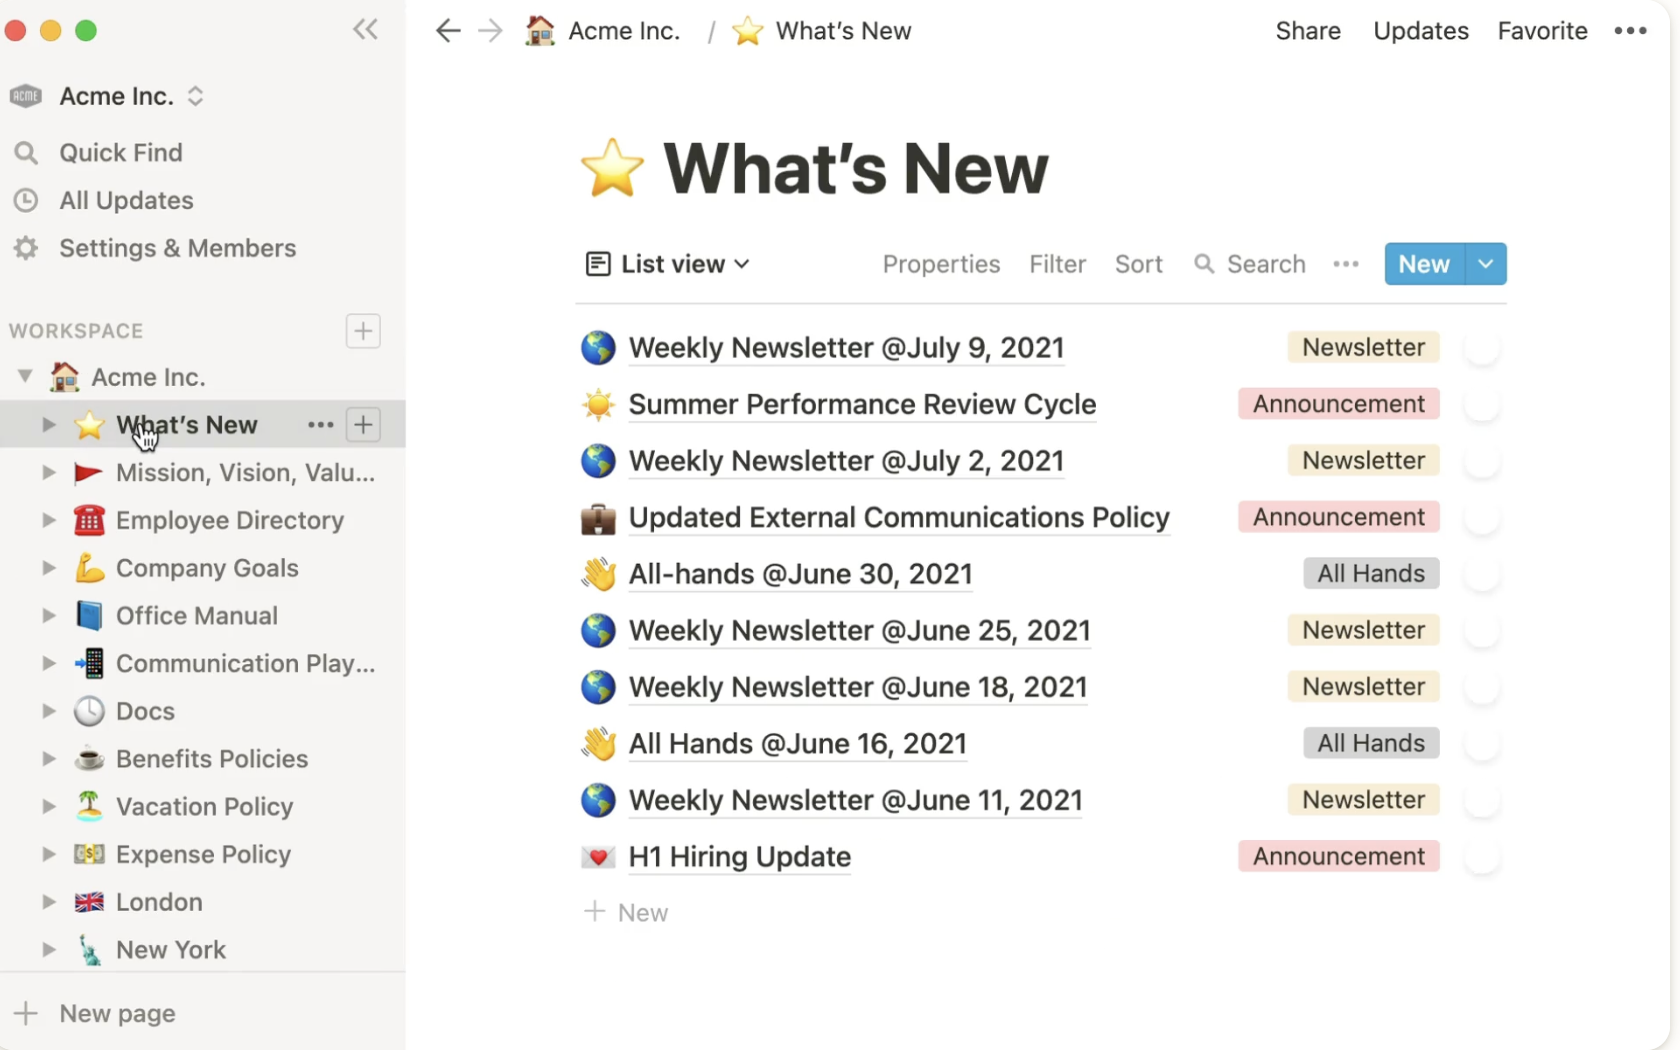 Acme Inc. / What's New
Share Updates Favorite
ACME Acme Inc.
Quick Find
All Updates
Settings & Members
WORKSPACE
Acme Inc.
What's New
Mission, Vision, Valu...
Employee Directory
Company Goals
Office Manual
Communication Play...
Docs
Benefits Policies
Vacation Policy
Expense Policy
London
New York
New page
What's New
List view Properties Filter Sort Search New
Weekly Newsletter @July 9, 2021 Newsletter
Summer Performance Review Cycle Announcement
Weekly Newsletter @July 2, 2021 Newsletter
Updated External Communications Policy Announcement
All-hands @June 30, 2021 All Hands
Weekly Newsletter @June 25, 2021 Newsletter
Weekly Newsletter @June 18, 2021 Newsletter
All Hands @June 16, 2021 All Hands
Weekly Newsletter @June 11, 2021 Newsletter
H1 Hiring Update Announcement
New